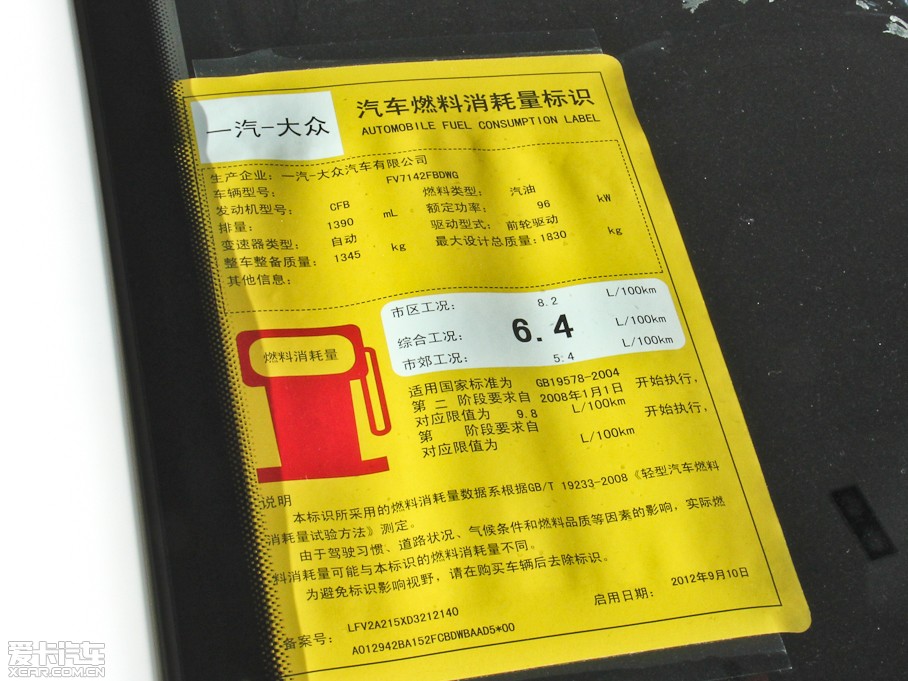 一汽-大众
汽车燃料消耗量标识
AUTOMOBILE FUEL CONSUMPTION LABEL
生产企业: 一汽-大众汽车有限公司
车辆型号: FV7142FBDWG
发动机型号: CFB 燃料类型: 汽油
排量: 1390 mL 额定功率: 96 kW
变速器类型: 自动 驱动型式: 前轮驱动
整车整备质量: 1345 kg 最大设计总质量: 1830 kg
其他信息:
燃料消耗量
市区工况: 8.2 L/100km
综合工况: 6.4 L/100km
市郊工况: 5.4 L/100km
适用国家标准为 GB19578-2004
第 二 阶段要求自 2008年1月1日 开始执行,
对应限值为 9.8 L/100km
第 阶段要求自 开始执行,
对应限值为 L/100km
说明
本标识所采用的燃料消耗量数据系根据GB/T 19233-2008《轻型汽车燃料
消耗量试验方法》测定。
由于驾驶习惯、道路状况、气候条件和燃料品质等因素的影响,实际燃
料消耗量可能与本标识的燃料消耗量不同。
为避免标识影响视野,请在购买车辆后去除标识。
备案号: LFV2A215XD3212140
A012942BA152FCBDWBAAD5*00
启用日期: 2012年9月10日
爱卡汽车
XCAR.COM.CN